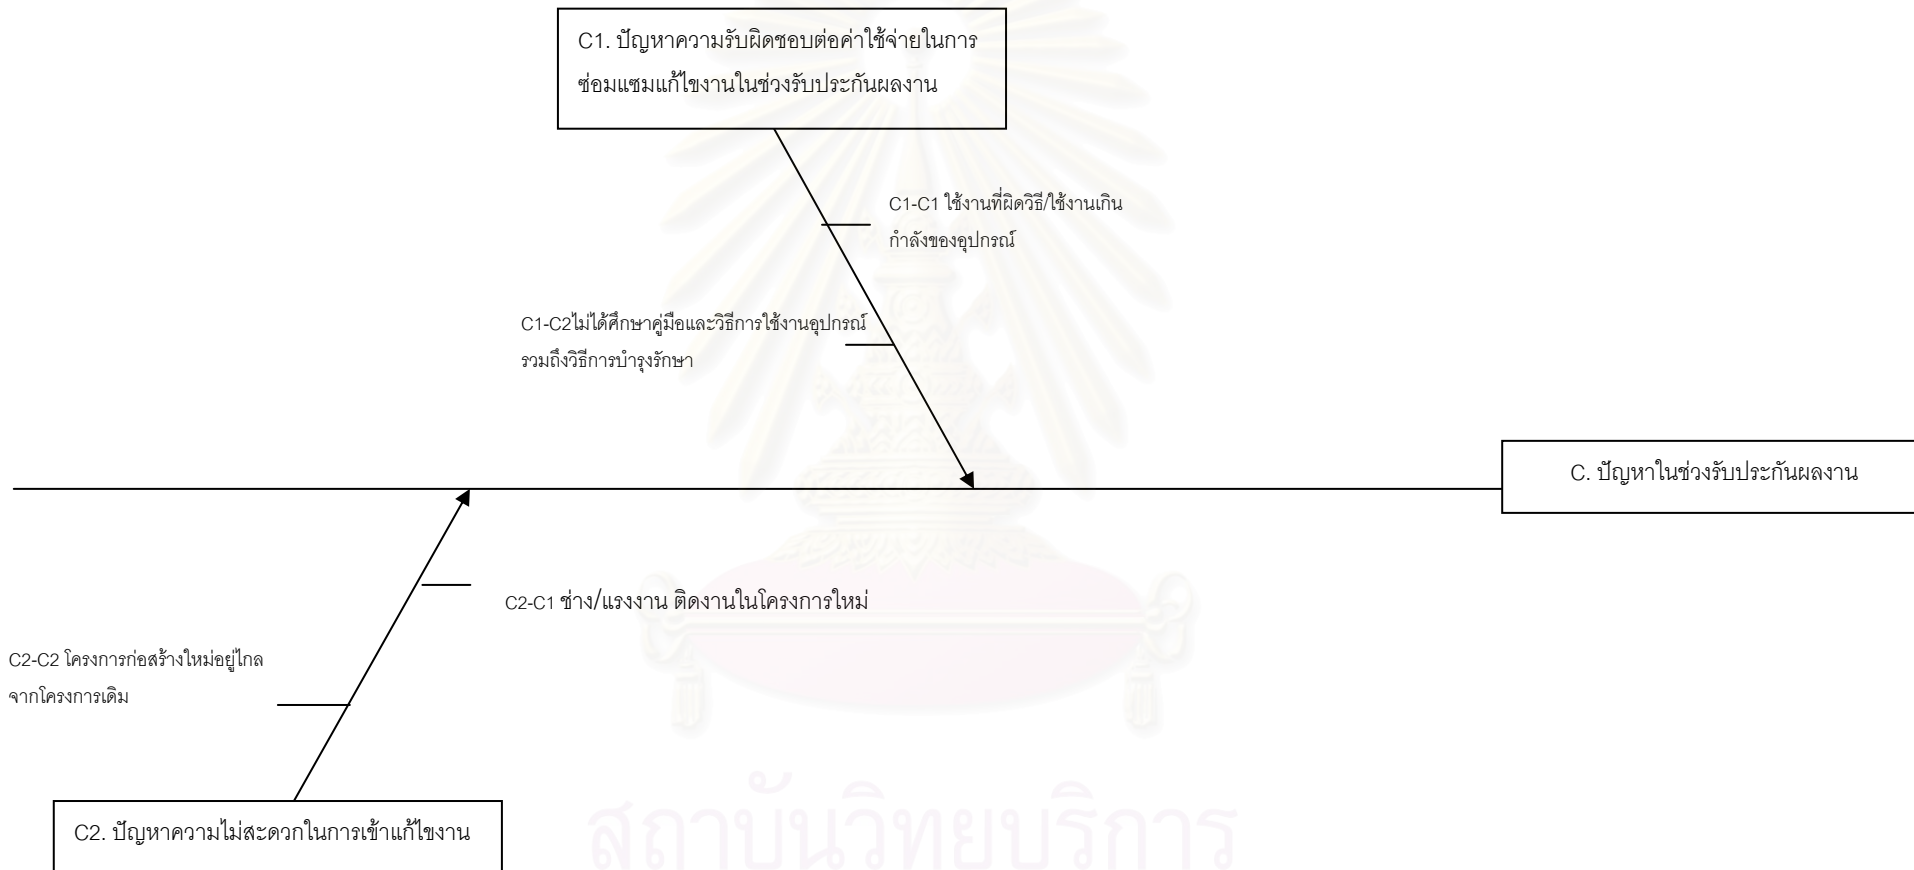 C1. ปัญหาความรับผิดชอบต่อค่าใช้จ่ายในการ
ซ่อมแซมแก้ไขงานในช่วงรับประกันผลงาน
C1-C1 ใช้งานที่ผิดวิธี/ใช้งานเกิน
กำลังของอุปกรณ์
C1-C2ไม่ได้ศึกษาคู่มือและวิธีการใช้งานอุปกรณ์
รวมถึงวิธีการบำรุงรักษา
C. ปัญหาในช่วงรับประกันผลงาน
C2-C1 ช่าง/แรงงาน ติดงานในโครงการใหม่
C2-C2 โครงการก่อสร้างใหม่อยู่ไกล
จากโครงการเดิม
C2. ปัญหาความไม่สะดวกในการเข้าแก้ไขงาน
สถาบันวิทยบริการ